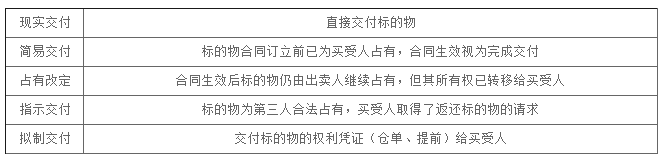 现实交付 直接交付标的物
简易交付 标的物合同订立前已为买受人占有，合同生效视为完成交付
占有改定 合同生效后标的物仍由出卖人继续占有，但其所有权已转移给买受人
指示交付 标的物为第三人合法占有，买受人取得了返还标的物的请求
拟制交付 交付标的物的权利凭证（仓单、提前）给买受人